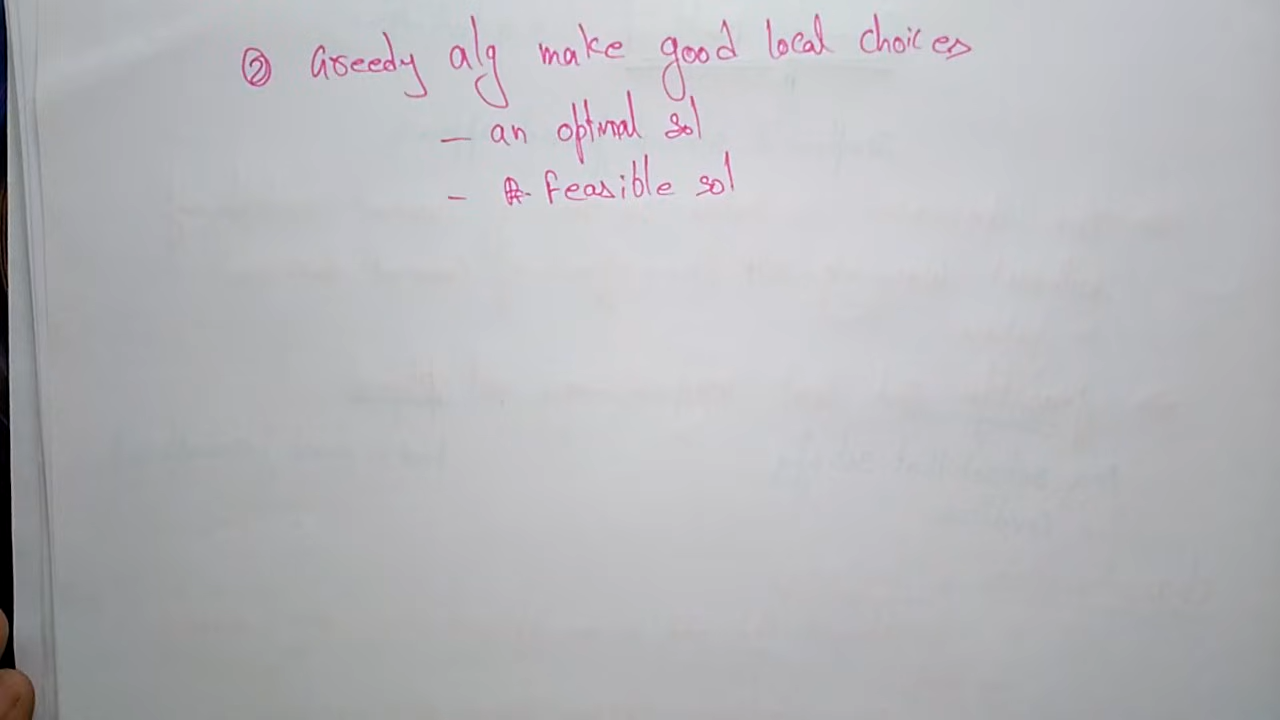 ② Greedy alg make good local choices
- an optimal sol
- A feasible sol